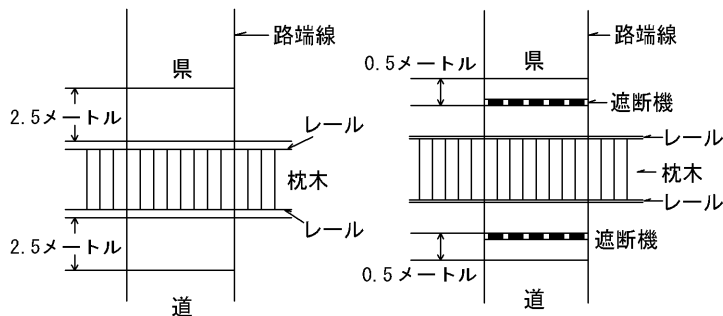 路端線
県
2.5メートル
レール
枕木
レール
2.5メートル
道
路端線
0.5メートル
県
遮断機
レール
枕木
レール
遮断機
0.5メートル
道